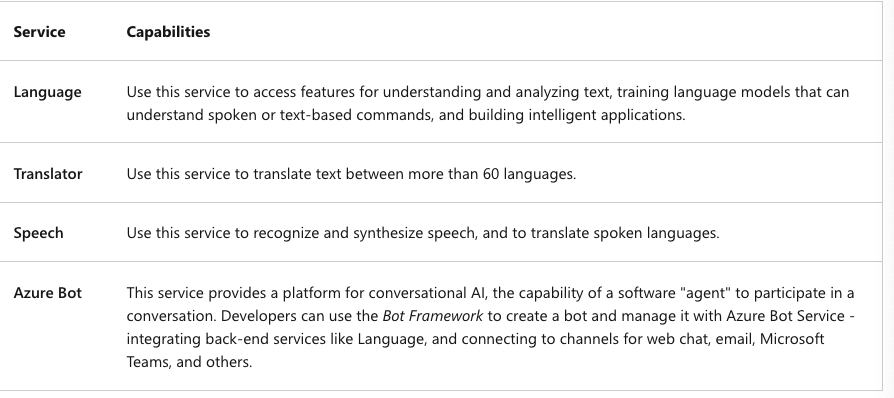 Service Capabilities
Language Use this service to access features for understanding and analyzing text, training language models that can
understand spoken or text-based commands, and building intelligent applications.
Translator Use this service to translate text between more than 60 languages.
Speech Use this service to recognize and synthesize speech, and to translate spoken languages.
Azure Bot This service provides a platform for conversational AI, the capability of a software "agent" to participate in a
conversation. Developers can use the Bot Framework to create a bot and manage it with Azure Bot Service -
integrating back-end services like Language, and connecting to channels for web chat, email, Microsoft
Teams, and others.